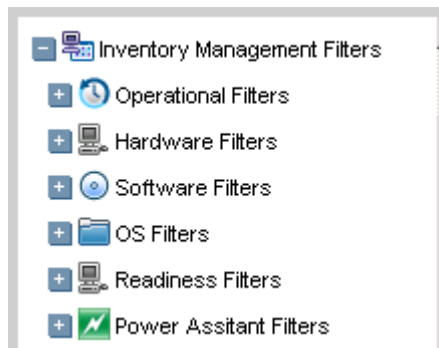 Inventory Management Filters
Operational Filters
Hardware Filters
Software Filters
OS Filters
Readiness Filters
Power Assitant Filters